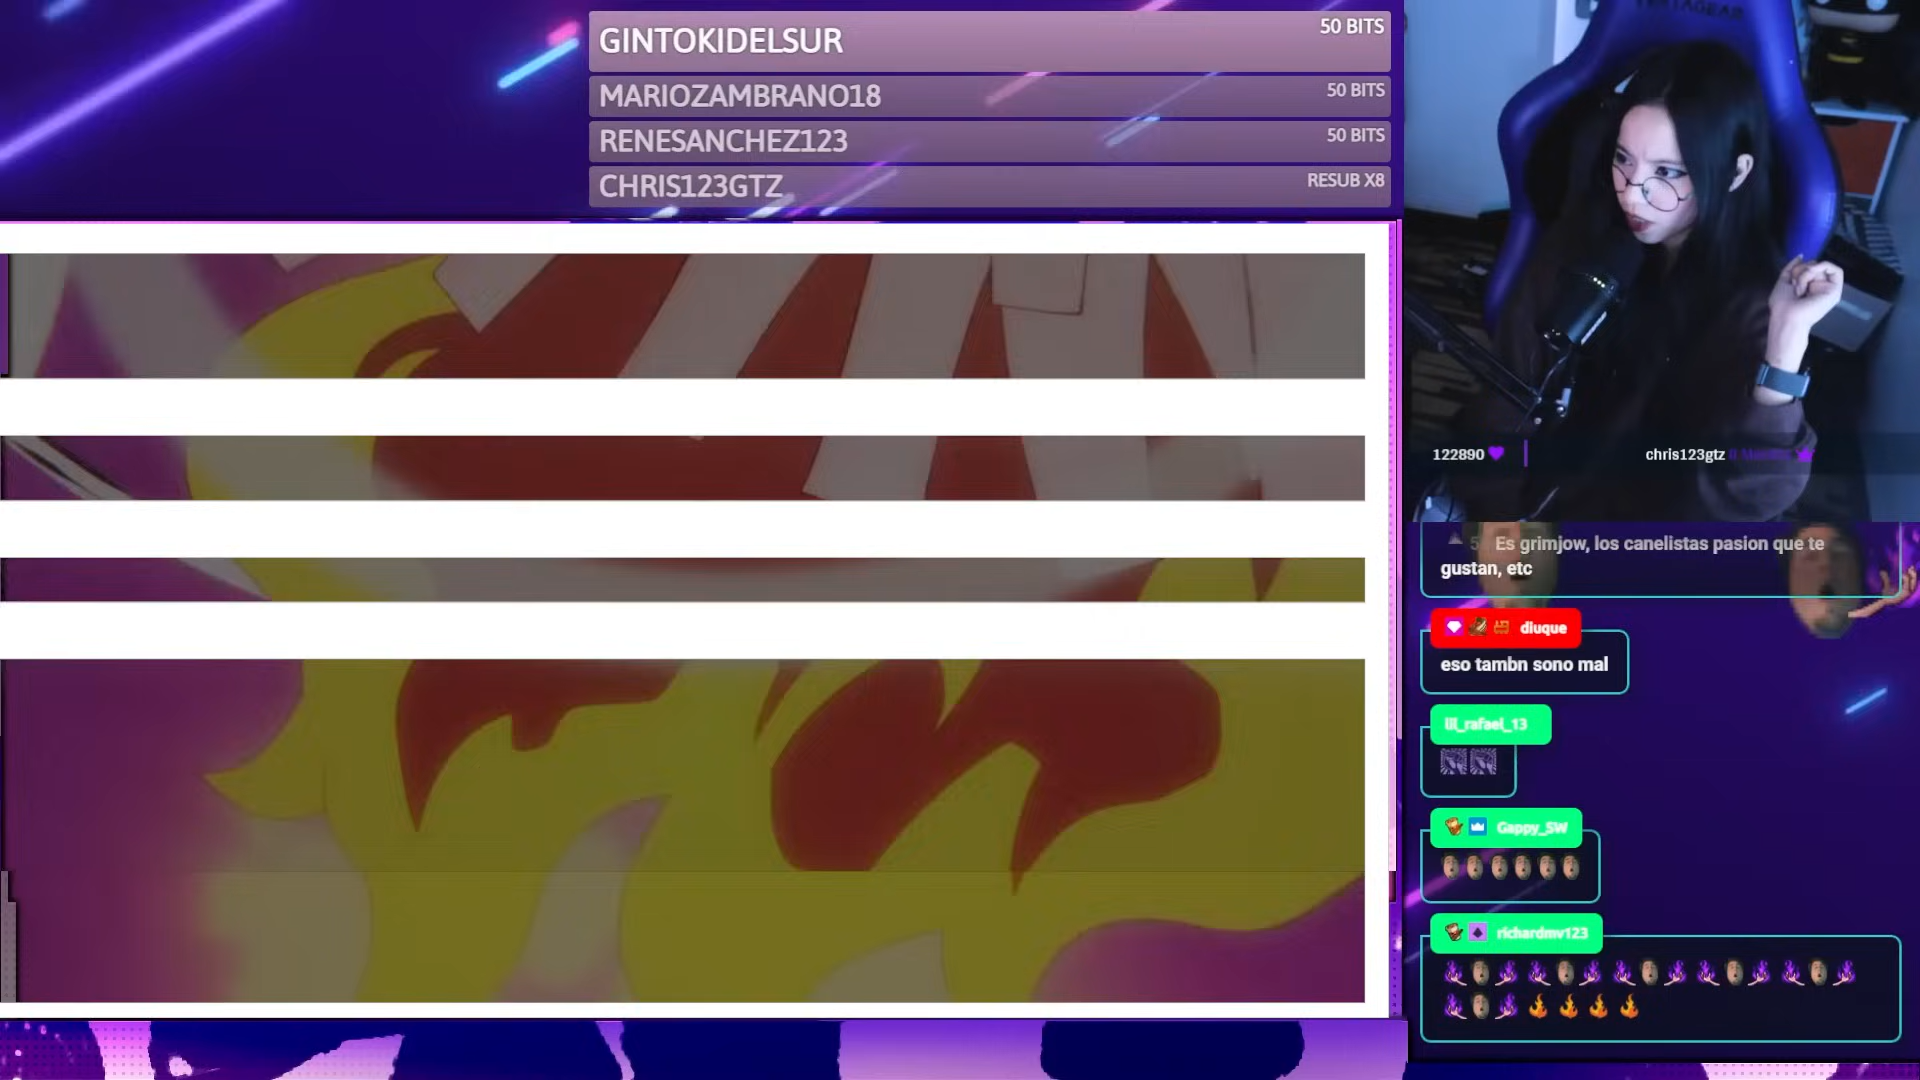 GINTOKIDELSUR 50 BITS
MARIOZAMBRANO18 50 BITS
RENESANCHEZ123 50 BITS
CHRIS123GTZ RESUB X8
122890
chris123gtz
Es grimjow, los canelistas pasion que te
gustan, etc
dluque
eso tambn sono mal
lil_rafael_13
Gappy_SW
richardmv123